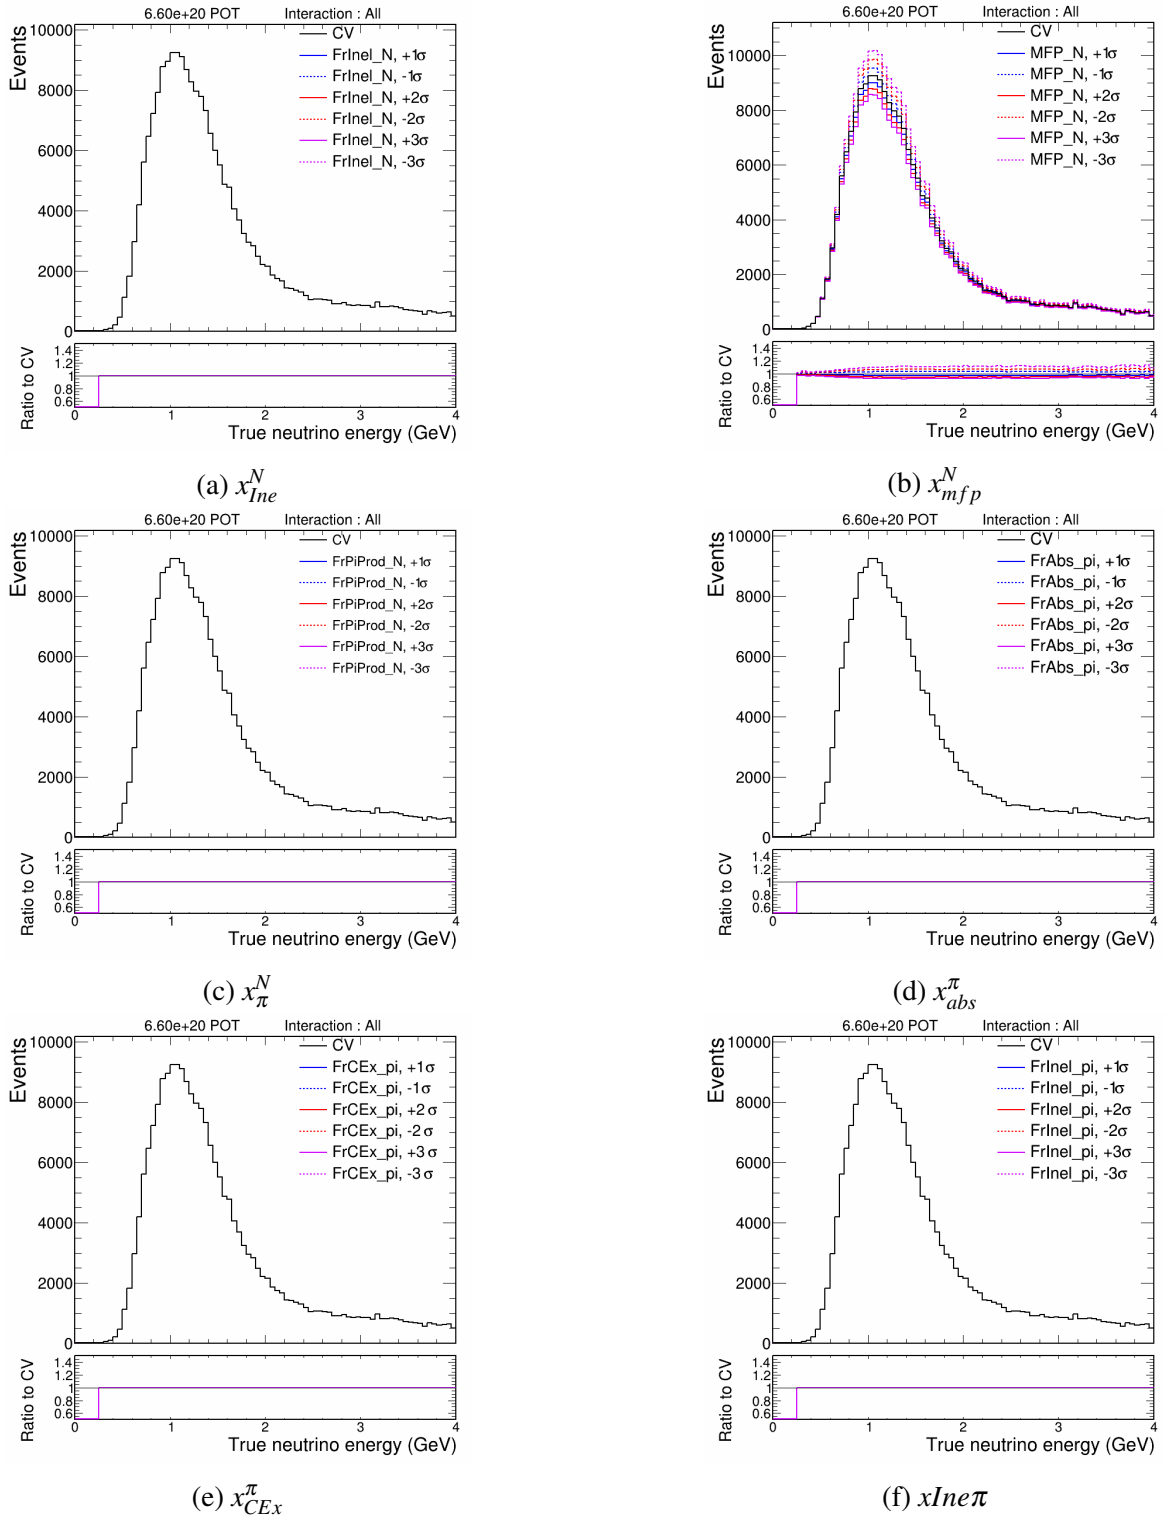 6.60e+20 POT Interaction : All
Events
10000
8000
6000
4000
2000
0
CV
FrInel_N, +1σ
FrInel_N, -1σ
FrInel_N, +2σ
FrInel_N, -2σ
FrInel_N, +3σ
FrInel_N, -3σ
Ratio to CV
1.4
1.2
1
0.8
0.6
0 1 2 3 4
True neutrino energy (GeV)
(a) x^N_Ine
6.60e+20 POT Interaction : All
Events
10000
8000
6000
4000
2000
0
CV
MFP_N, +1σ
MFP_N, -1σ
MFP_N, +2σ
MFP_N, -2σ
MFP_N, +3σ
MFP_N, -3σ
Ratio to CV
1.4
1.2
1
0.8
0.6
0 1 2 3 4
True neutrino energy (GeV)
(b) x^N_mfp
6.60e+20 POT Interaction : All
Events
10000
8000
6000
4000
2000
0
CV
FrPiProd_N, +1σ
FrPiProd_N, -1σ
FrPiProd_N, +2σ
FrPiProd_N, -2σ
FrPiProd_N, +3σ
FrPiProd_N, -3σ
Ratio to CV
1.4
1.2
1
0.8
0.6
0 1 2 3 4
True neutrino energy (GeV)
(c) x^N_π
6.60e+20 POT Interaction : All
Events
10000
8000
6000
4000
2000
0
CV
FrAbs_pi, +1σ
FrAbs_pi, -1σ
FrAbs_pi, +2σ
FrAbs_pi, -2σ
FrAbs_pi, +3σ
FrAbs_pi, -3σ
Ratio to CV
1.4
1.2
1
0.8
0.6
0 1 2 3 4
True neutrino energy (GeV)
(d) x^π_abs
6.60e+20 POT Interaction : All
Events
10000
8000
6000
4000
2000
0
CV
FrCEx_pi, +1σ
FrCEx_pi, -1σ
FrCEx_pi, +2σ
FrCEx_pi, -2σ
FrCEx_pi, +3σ
FrCEx_pi, -3σ
Ratio to CV
1.4
1.2
1
0.8
0.6
0 1 2 3 4
True neutrino energy (GeV)
(e) x^π_CEx
6.60e+20 POT Interaction : All
Events
10000
8000
6000
4000
2000
0
CV
FrInel_pi, +1σ
FrInel_pi, -1σ
FrInel_pi, +2σ
FrInel_pi, -2σ
FrInel_pi, +3σ
FrInel_pi, -3σ
Ratio to CV
1.4
1.2
1
0.8
0.6
0 1 2 3 4
True neutrino energy (GeV)
(f) xIneπ